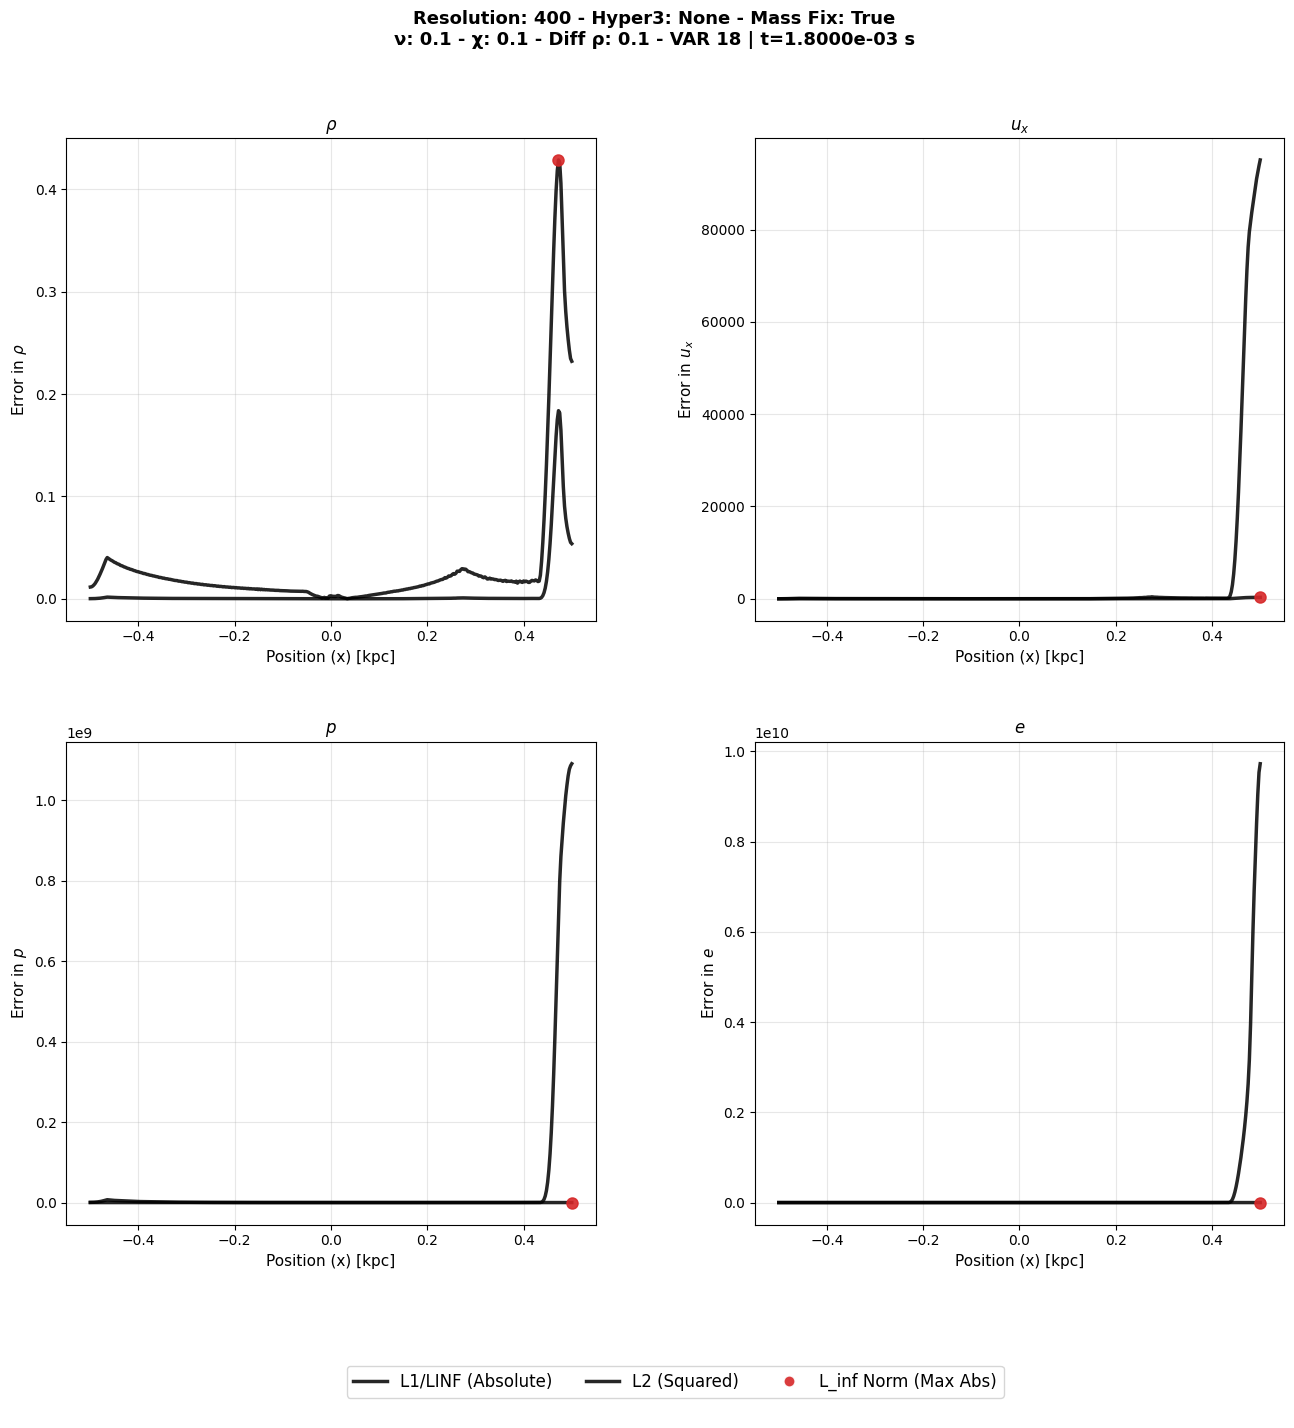 Resolution: 400 - Hyper3: None - Mass Fix: True
ν: 0.1 - χ: 0.1 - Diff ρ: 0.1 - VAR 18 | t=1.8000e-03 s
ρ
Error in ρ
0.4
0.3
0.2
0.1
0.0
−0.4 −0.2 0.0 0.2 0.4
Position (x) [kpc]
u_x
Error in u_x
80000
60000
40000
20000
0
−0.4 −0.2 0.0 0.2 0.4
Position (x) [kpc]
p
1e9
Error in p
1.0
0.8
0.6
0.4
0.2
0.0
−0.4 −0.2 0.0 0.2 0.4
Position (x) [kpc]
e
1e10
Error in e
1.0
0.8
0.6
0.4
0.2
0.0
−0.4 −0.2 0.0 0.2 0.4
Position (x) [kpc]
L1/LINF (Absolute) L2 (Squared) L_inf Norm (Max Abs)